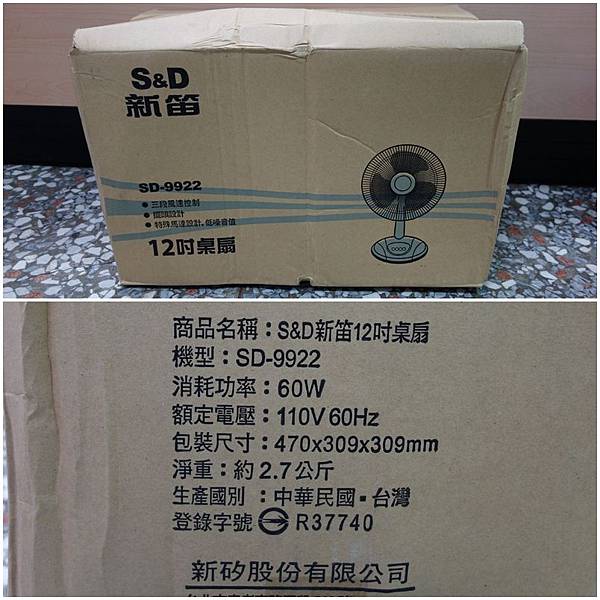 S&D
新笛
SD-9922
● 三段風速控制
● 擺頭設計
● 特殊馬達設計,低噪音值
12吋桌扇
商品名稱：S&D新笛12吋桌扇
機型：SD-9922
消耗功率：60W
額定電壓：110V 60Hz
包裝尺寸：470x309x309mm
淨重：約 2.7 公斤
生產國別：中華民國・台灣
登錄字號 R37740
新矽股份有限公司